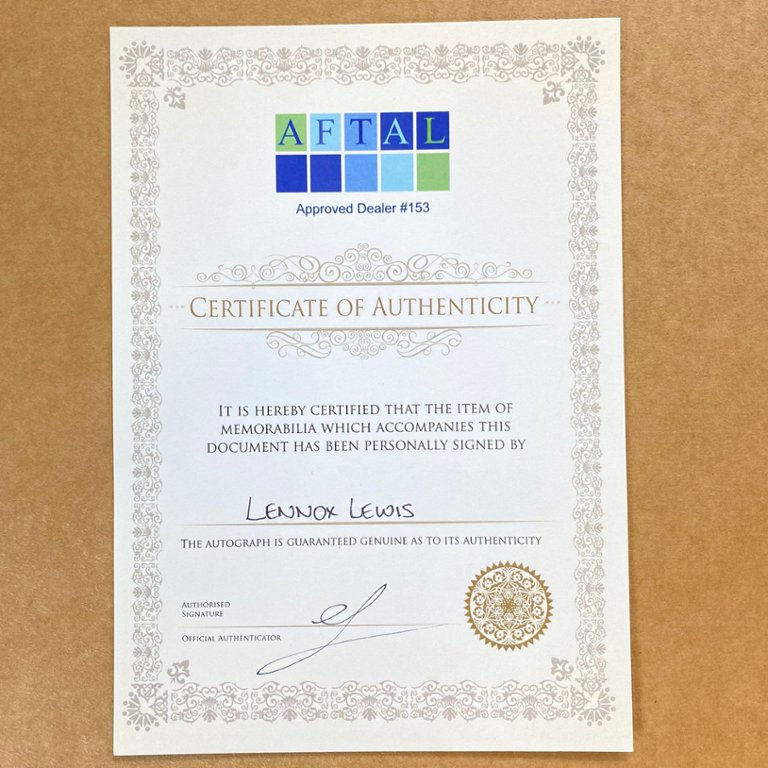 AFTAL
Approved Dealer #153
CERTIFICATE OF AUTHENTICITY
IT IS HEREBY CERTIFIED THAT THE ITEM OF
MEMORABILIA WHICH ACCOMPANIES THIS
DOCUMENT HAS BEEN PERSONALLY SIGNED BY
LENNOX LEWIS
THE AUTOGRAPH IS GUARANTEED GENUINE AS TO ITS AUTHENTICITY
AUTHORISED
SIGNATURE
OFFICIAL AUTHENTICATOR